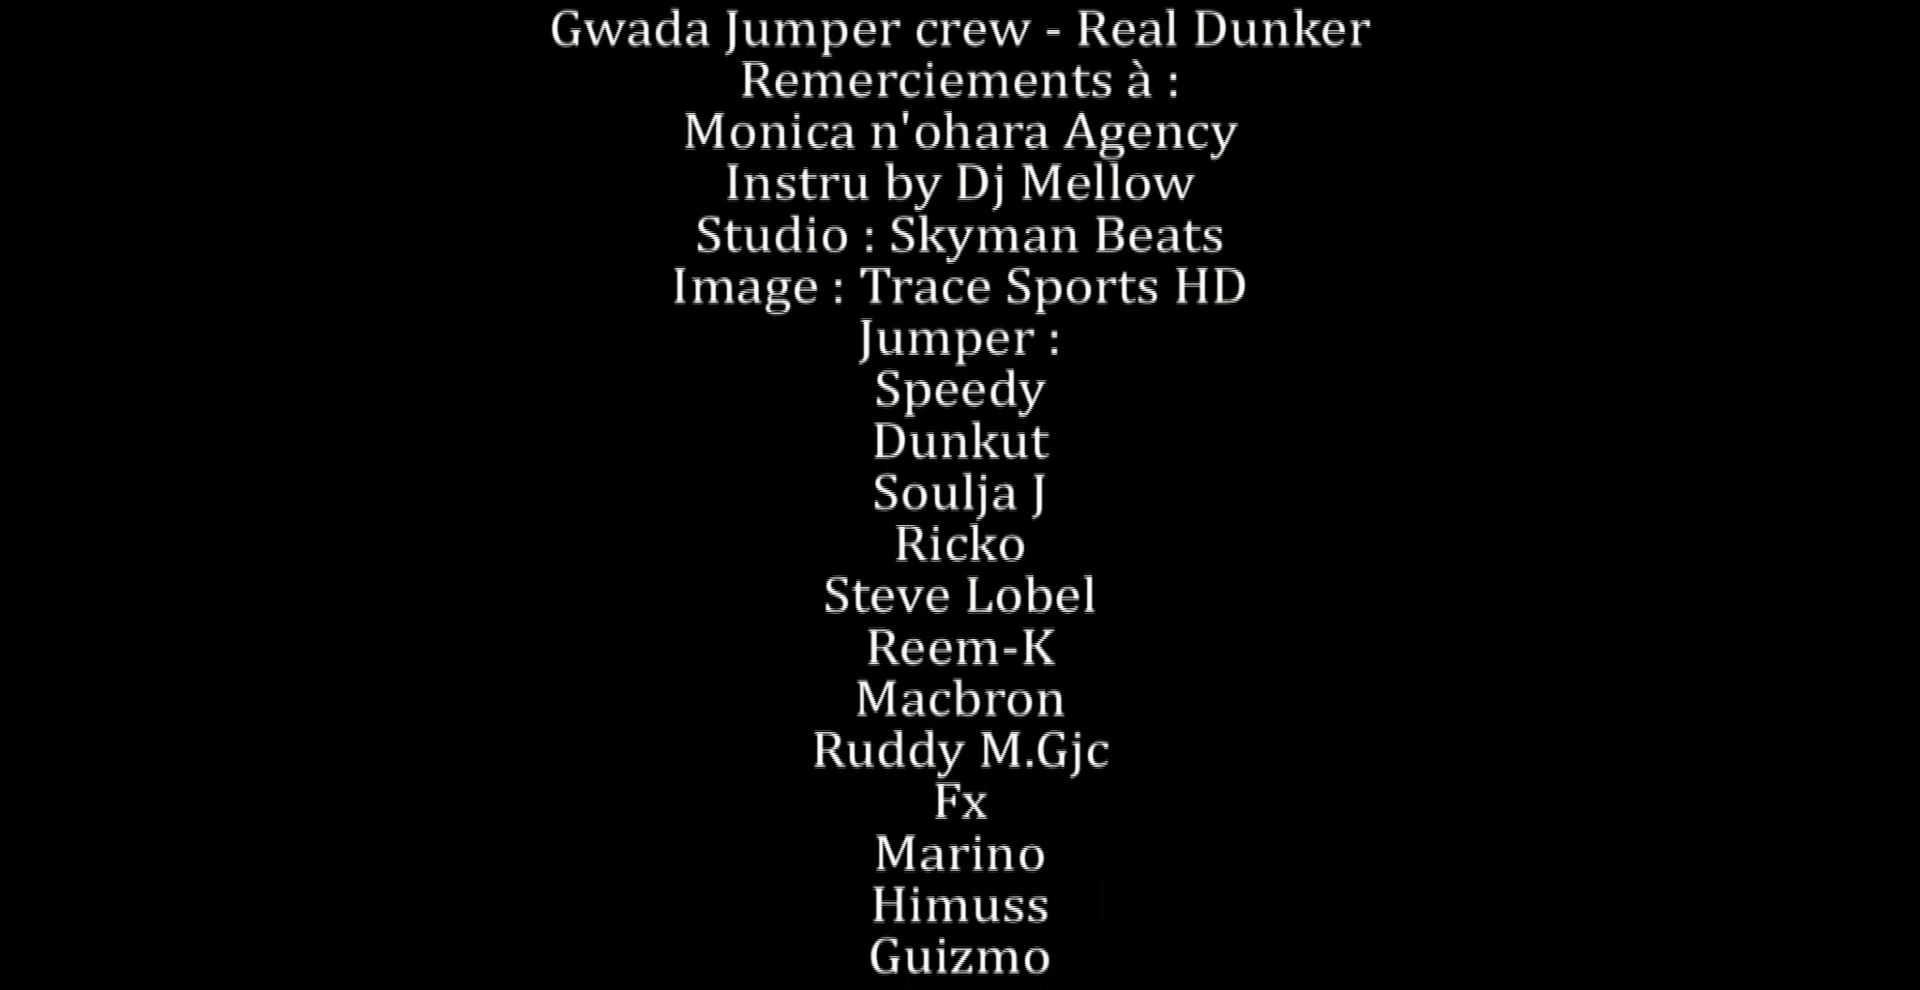 Gwada Jumper crew - Real Dunker
Remerciements à :
Monica n'ohara Agency
Instru by Dj Mellow
Studio : Skyman Beats
Image : Trace Sports HD
Jumper :
Speedy
Dunkut
Soulja J
Ricko
Steve Lobel
Reem-K
Macbron
Ruddy M.Gjc
Fx
Marino
Himuss
Guizmo